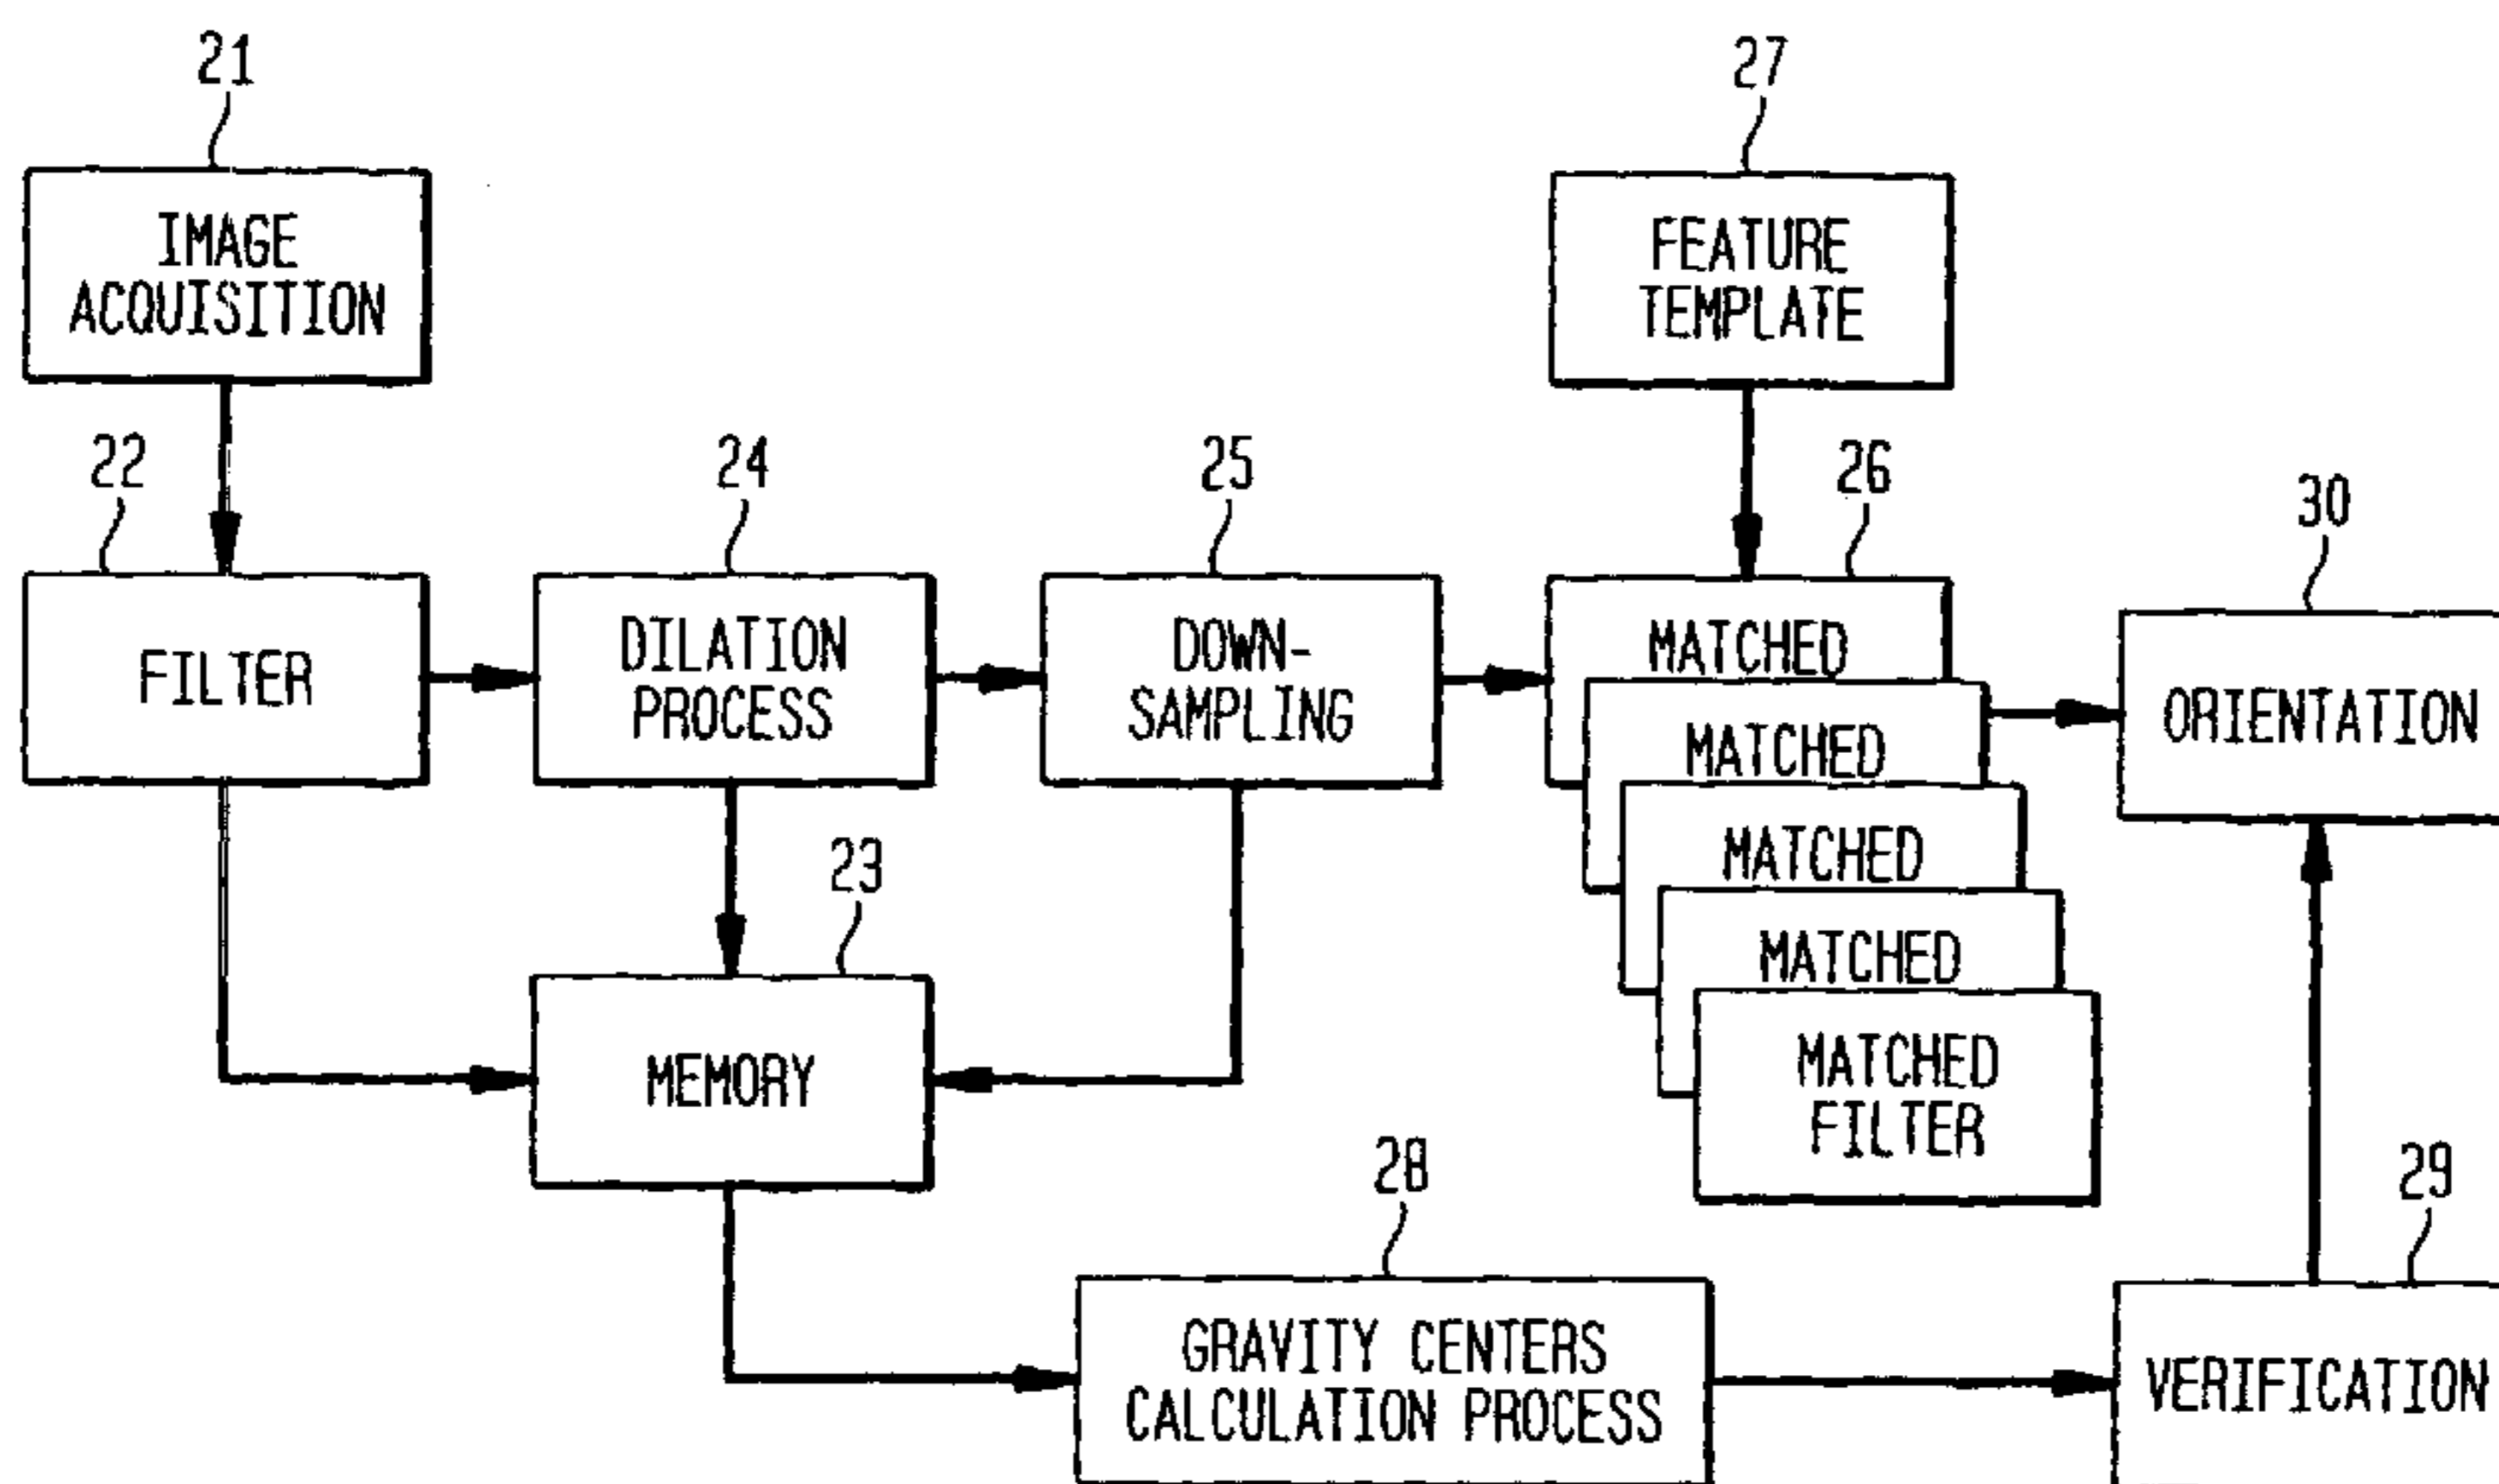 21
IMAGE
ACQUISITION
27
FEATURE
TEMPLATE
22
FILTER
24
DILATION
PROCESS
25
DOWN-
SAMPLING
26
MATCHED
MATCHED
MATCHED
MATCHED
MATCHED
FILTER
30
ORIENTATION
23
MEMORY
28
GRAVITY CENTERS
CALCULATION PROCESS
29
VERIFICATION